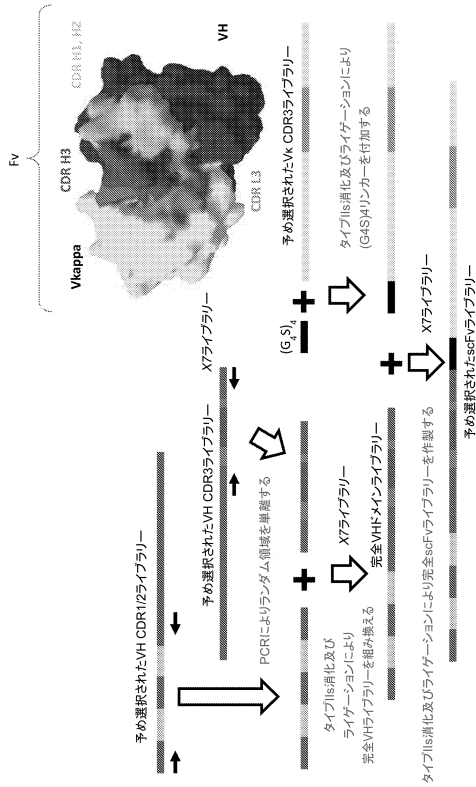 Fv
CDR H1, H2
CDR H3
Vkappa
VH
CDR L3
予め選択されたVH CDR1/2ライブラリー
予め選択されたVH CDR3ライブラリー
X7ライブラリー
PCRによりランダム領域を単離する
(G₄S)₄
予め選択されたVκ CDR3ライブラリー
タイプIIs消化及び
ライゲーションにより
完全VHライブラリーを組み換える
X7ライブラリー
完全VHドメインライブラリー
タイプIIs消化及びライゲーションにより
(G4S)4リンカーを付加する
タイプIIs消化及びライゲーションにより完全scFvライブラリーを作製する
X7ライブラリー
予め選択されたscFvライブラリー